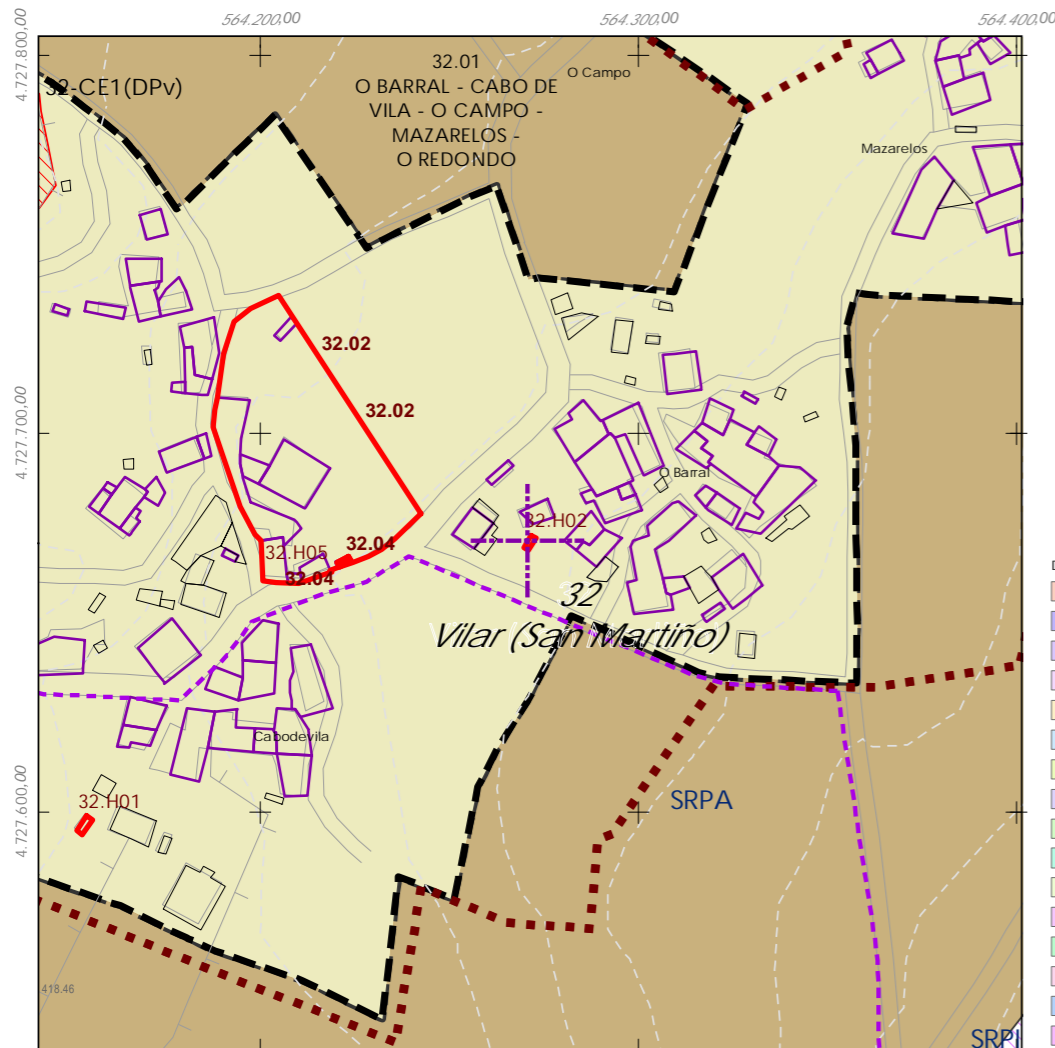 564.200,00
564.300,00
564.400,00
4.727.800,00
4.727.700,00
4.727.600,00
32-CE1(DPv)
32.01
O BARRAL - CABO DE
VILA - O CAMPO -
MAZARELOS -
O REDONDO
O Campo
Mazarelos
32.02
32.02
O Barral
32.H02
32.H05
32.04
32.04
32
Vilar (San Martiño)
Cabodevila
32.H01
SRPA
418.46
SRPI